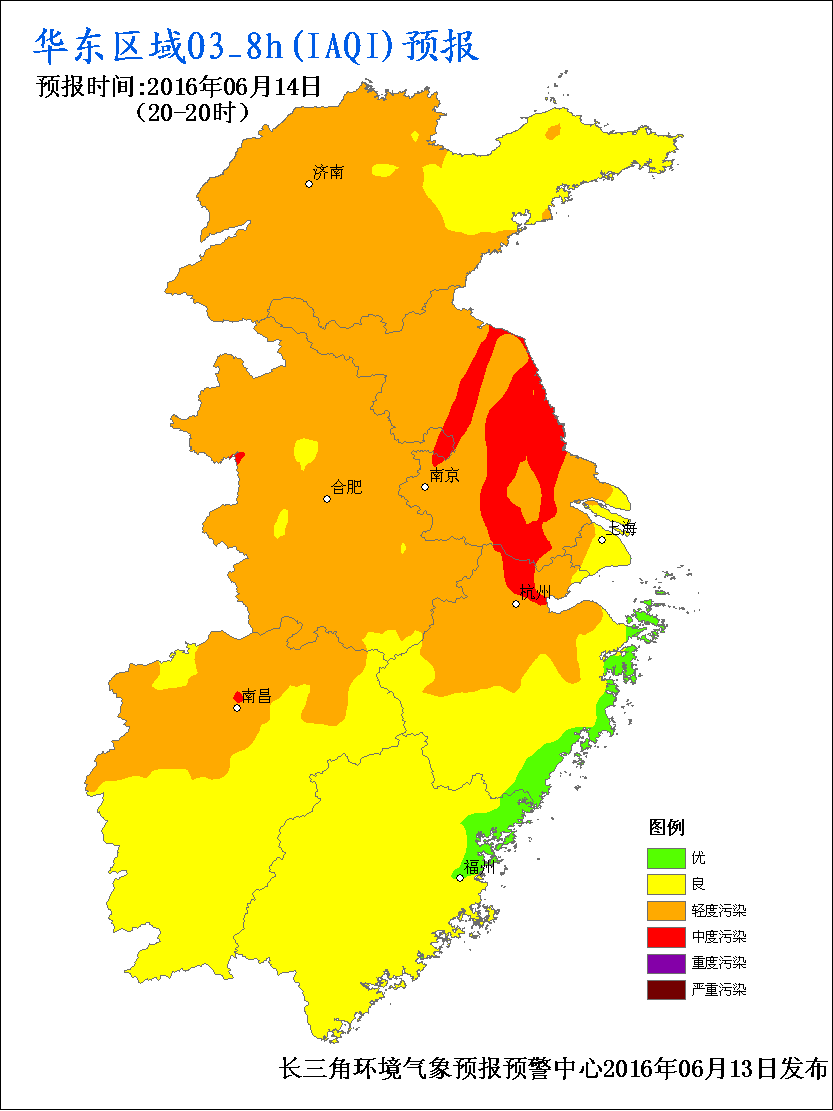 华东区域O3_8h(IAQI)预报
预报时间:2016年06月14日
(20-20时)
济南
南京
合肥
上海
杭州
南昌
福州
图例
优
良
轻度污染
中度污染
重度污染
严重污染
长三角环境气象预报预警中心2016年06月13日发布